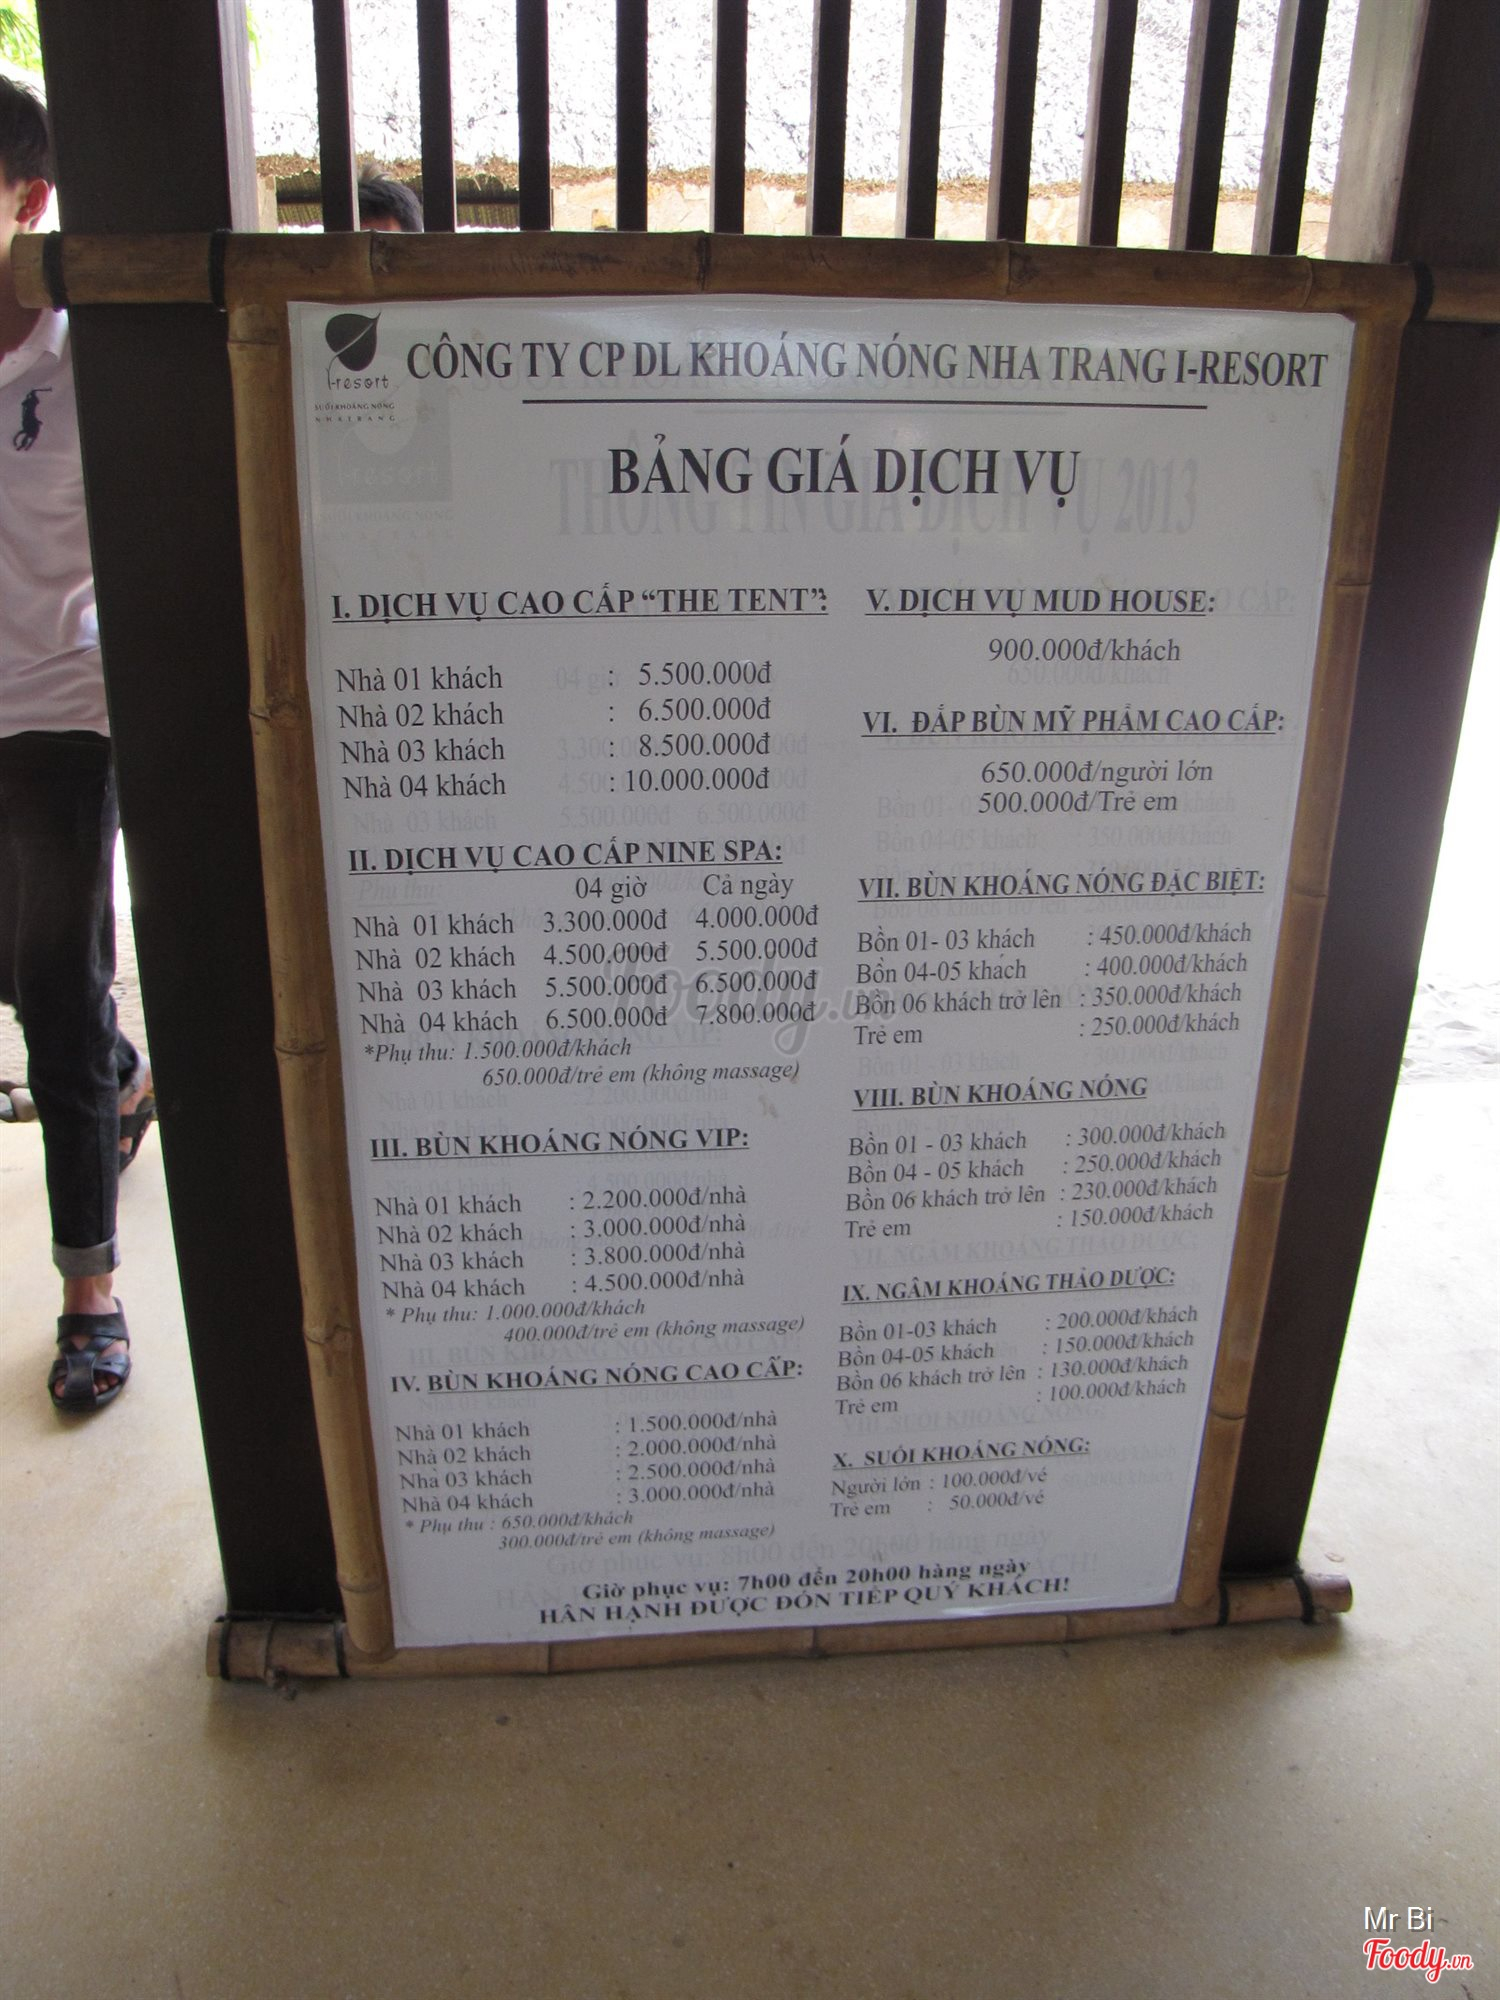 i-resort
SUỐI KHOÁNG NÓNG
NHA TRANG
CÔNG TY CP DL KHOÁNG NÓNG NHA TRANG I-RESORT
BẢNG GIÁ DỊCH VỤ
I. DỊCH VỤ CAO CẤP “THE TENT”:
Nhà 01 khách : 5.500.000đ
Nhà 02 khách : 6.500.000đ
Nhà 03 khách : 8.500.000đ
Nhà 04 khách : 10.000.000đ
II. DỊCH VỤ CAO CẤP NINE SPA:
04 giờ Cả ngày
Nhà 01 khách 3.300.000đ 4.000.000đ
Nhà 02 khách 4.500.000đ 5.500.000đ
Nhà 03 khách 5.500.000đ 6.500.000đ
Nhà 04 khách 6.500.000đ 7.800.000đ
*Phụ thu: 1.500.000đ/khách
650.000đ/trẻ em (không massage)
III. BÙN KHOÁNG NÓNG VIP:
Nhà 01 khách : 2.200.000đ/nhà
Nhà 02 khách : 3.000.000đ/nhà
Nhà 03 khách : 3.800.000đ/nhà
Nhà 04 khách : 4.500.000đ/nhà
* Phụ thu: 1.000.000đ/khách
400.000đ/trẻ em (không massage)
IV. BÙN KHOÁNG NÓNG CAO CẤP:
Nhà 01 khách : 1.500.000đ/nhà
Nhà 02 khách : 2.000.000đ/nhà
Nhà 03 khách : 2.500.000đ/nhà
Nhà 04 khách : 3.000.000đ/nhà
* Phụ thu : 650.000đ/khách
300.000đ/trẻ em (không massage)
V. DỊCH VỤ MUD HOUSE:
900.000đ/khách
VI. ĐẮP BÙN MỸ PHẨM CAO CẤP:
650.000đ/người lớn
500.000đ/Trẻ em
VII. BÙN KHOÁNG NÓNG ĐẶC BIỆT:
Bồn 01- 03 khách : 450.000đ/khách
Bồn 04-05 khách : 400.000đ/khách
Bồn 06 khách trở lên : 350.000đ/khách
Trẻ em : 250.000đ/khách
VIII. BÙN KHOÁNG NÓNG
Bồn 01 - 03 khách : 300.000đ/khách
Bồn 04 - 05 khách : 250.000đ/khách
Bồn 06 khách trở lên : 230.000đ/khách
Trẻ em : 150.000đ/khách
IX. NGÂM KHOÁNG THẢO DƯỢC:
Bồn 01-03 khách : 200.000đ/khách
Bồn 04-05 khách : 150.000đ/khách
Bồn 06 khách trở lên : 130.000đ/khách
Trẻ em : 100.000đ/khách
X. SUỐI KHOÁNG NÓNG:
Người lớn : 100.000đ/vé
Trẻ em : 50.000đ/vé
Giờ phục vụ: 7h00 đến 20h00 hàng ngày
HÂN HẠNH ĐƯỢC ĐÓN TIẾP QUÝ KHÁCH!
Foody.vn
Mr Bi
Foody.vn